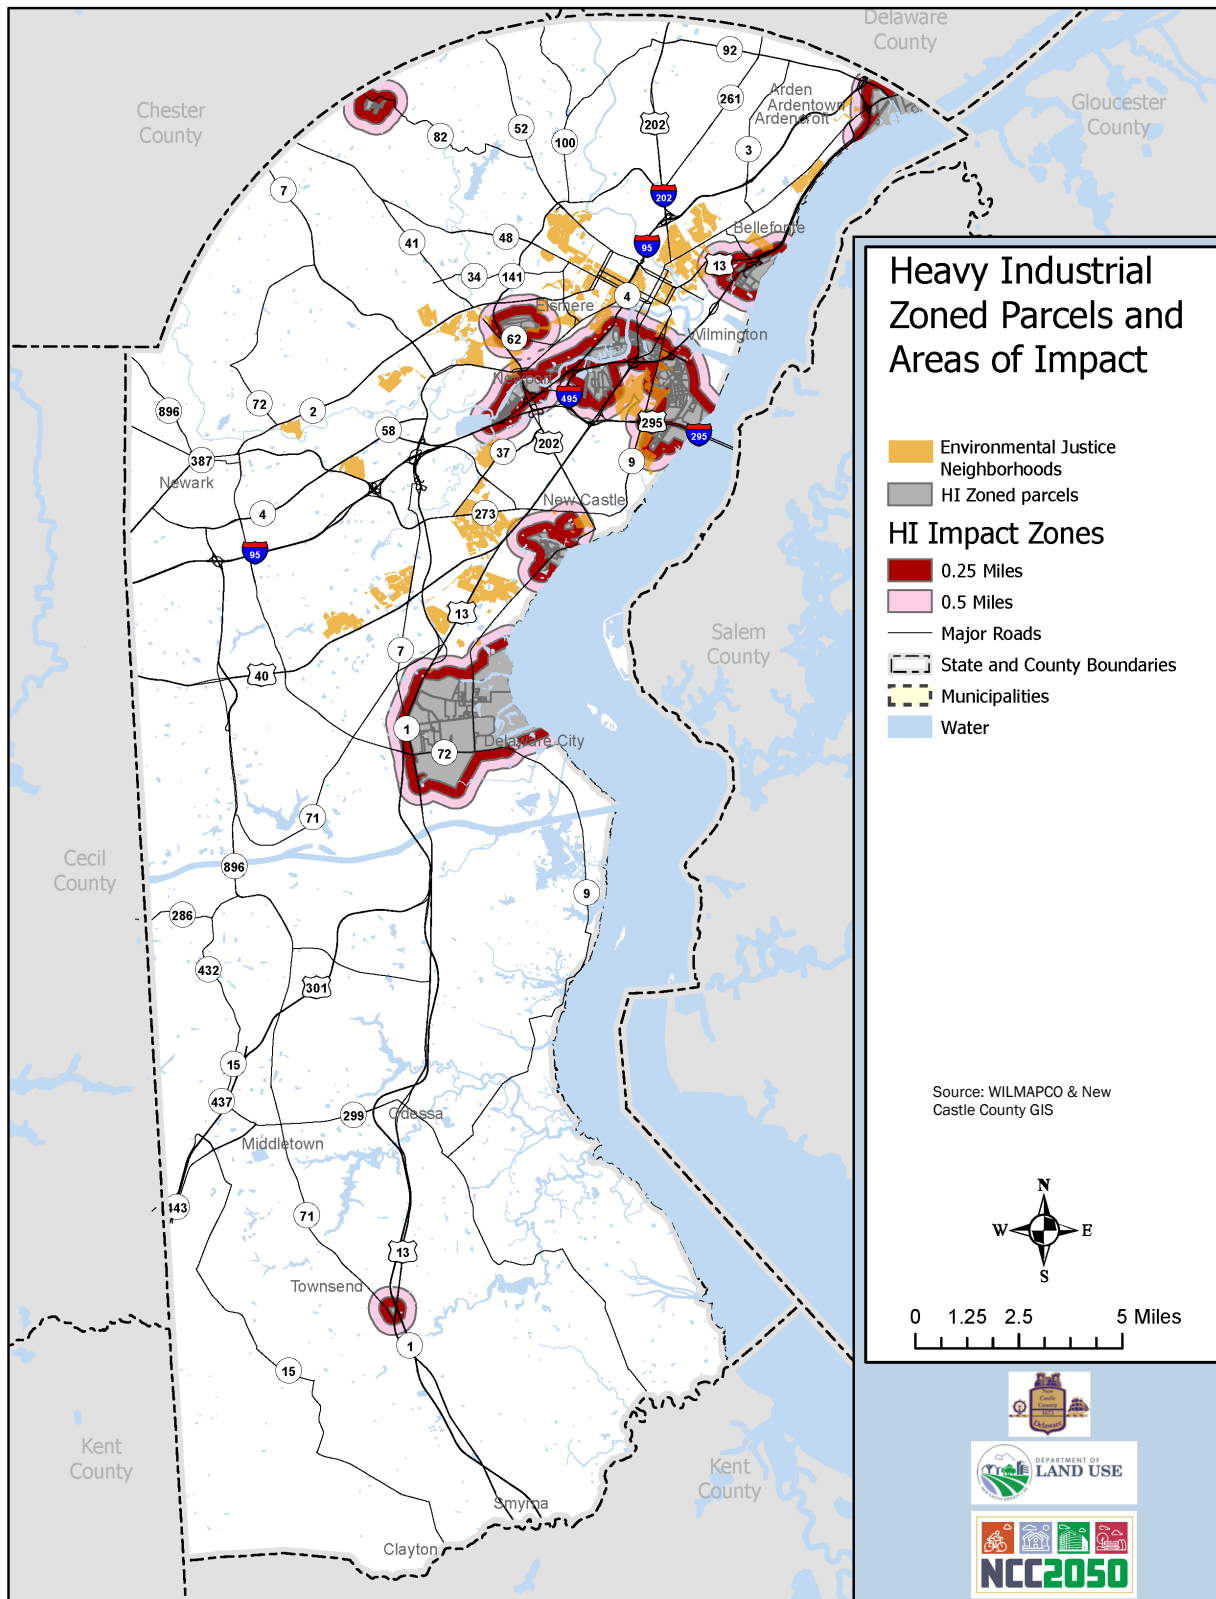 Heavy Industrial
Zoned Parcels and
Areas of Impact
Environmental Justice
Neighborhoods
HI Zoned parcels
HI Impact Zones
0.25 Miles
0.5 Miles
Major Roads
State and County Boundaries
Municipalities
Water
Source: WILMAPCO & New
Castle County GIS
N
W
E
S
0 1.25 2.5 5 Miles
New
Castle
County
1673
Delaware
DEPARTMENT OF
LAND USE
NCC2050
Delaware
County
Chester
County
Gloucester
County
Salem
County
Cecil
County
Kent
County
Kent
County
Arden
Ardentown
Ardencroft
Bellefonte
Elsmere
Wilmington
Newport
Newark
New Castle
Delaware City
Odessa
Middletown
Townsend
Smyrna
Clayton
92
261
202
52
100
82
3
7
202
41
48
95
13
34
141
4
62
495
896
72
2
58
202
295
295
37
9
387
273
4
95
13
7
40
1
72
71
896
9
286
432
301
15
437
299
443
71
13
1
15